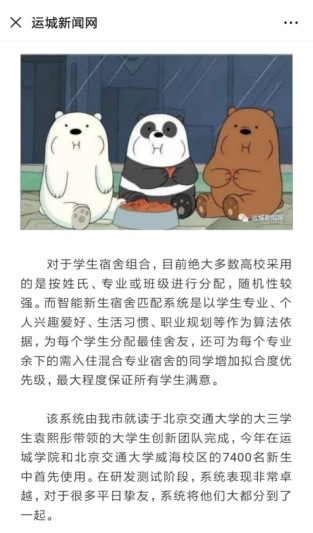 运城新闻网
运城新闻网
对于学生宿舍组合，目前绝大多数高校采用
的是按姓氏、专业或班级进行分配，随机性较
强。而智能新生宿舍匹配系统是以学生专业、个
人兴趣爱好、生活习惯、职业规划等作为算法依
据，为每个学生分配最佳舍友，还可为每个专业
余下的需入住混合专业宿舍的同学增加拟合度优
先级，最大程度保证所有学生满意。
该系统由我市就读于北京交通大学的大三学
生袁熙彤带领的大学生创新团队完成，今年在运
城学院和北京交通大学威海校区的7400名新生
中首先使用。在研发测试阶段，系统表现非常卓
越，对于很多平日挚友，系统将他们大都分到了
一起。